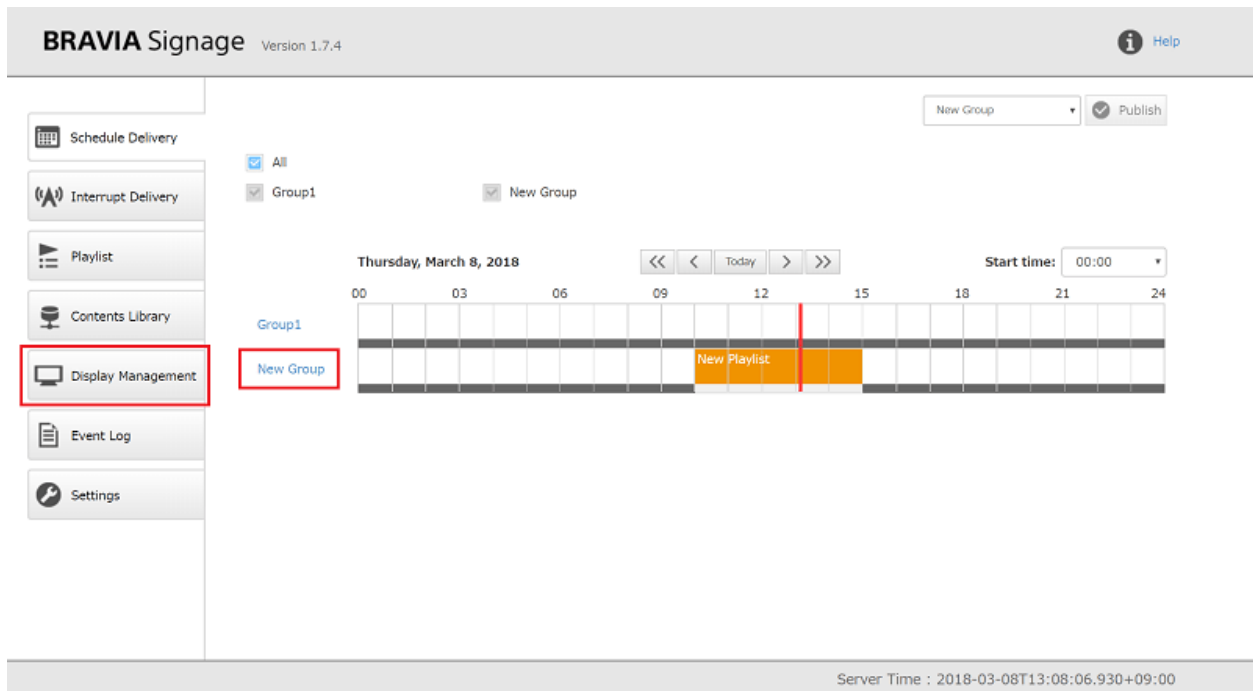 BRAVIA Signage Version 1.7.4
Help
New Group
Publish
Schedule Delivery
All
Interrupt Delivery
Group1 New Group
Playlist
Thursday, March 8, 2018 << < Today > >> Start time: 00:00
00 03 06 09 12 15 18 21 24
Contents Library
Group1
Display Management
New Group
New Playlist
Event Log
Settings
Server Time : 2018-03-08T13:08:06.930+09:00